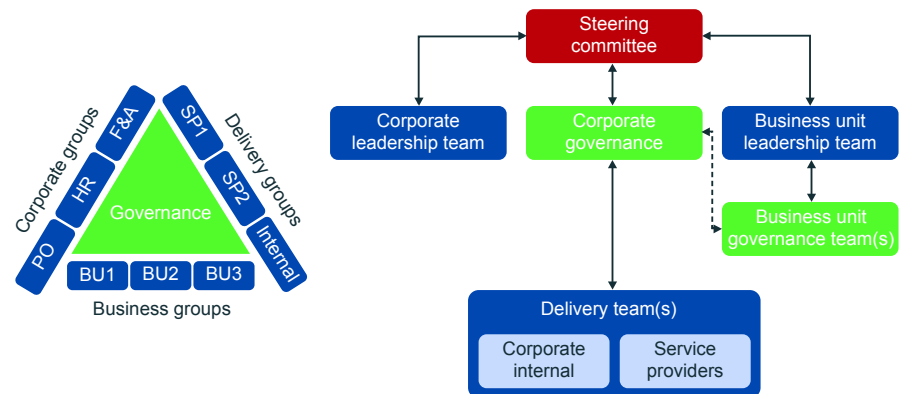 Corporate groups
F&A
HR
PO
SP1
SP2
Internal
Delivery groups
Governance
BU1
BU2
BU3
Business groups
Steering
committee
Corporate
leadership team
Corporate
governance
Business unit
leadership team
Business unit
governance team(s)
Delivery team(s)
Corporate
internal
Service
providers